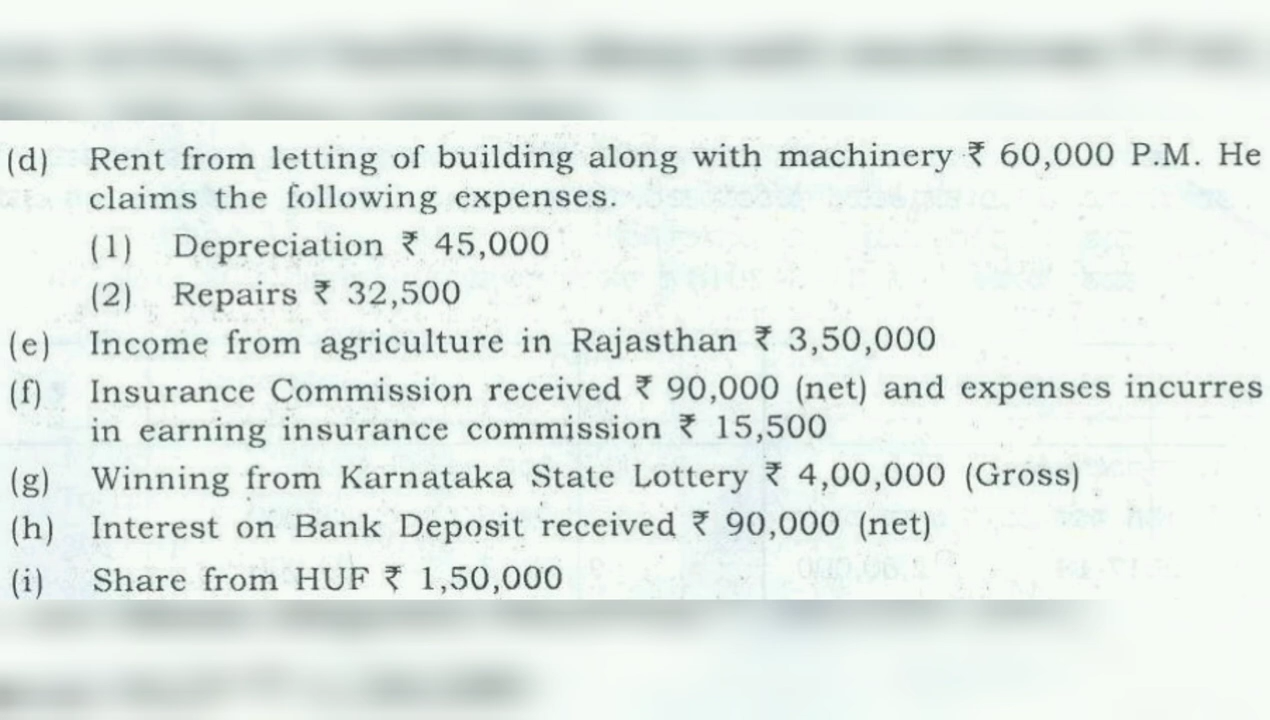 (d) Rent from letting of building along with machinery ₹ 60,000 P.M. He
claims the following expenses.
(1) Depreciation ₹ 45,000
(2) Repairs ₹ 32,500
(e) Income from agriculture in Rajasthan ₹ 3,50,000
(f) Insurance Commission received ₹ 90,000 (net) and expenses incurres
in earning insurance commission ₹ 15,500
(g) Winning from Karnataka State Lottery ₹ 4,00,000 (Gross)
(h) Interest on Bank Deposit received ₹ 90,000 (net)
(i) Share from HUF ₹ 1,50,000